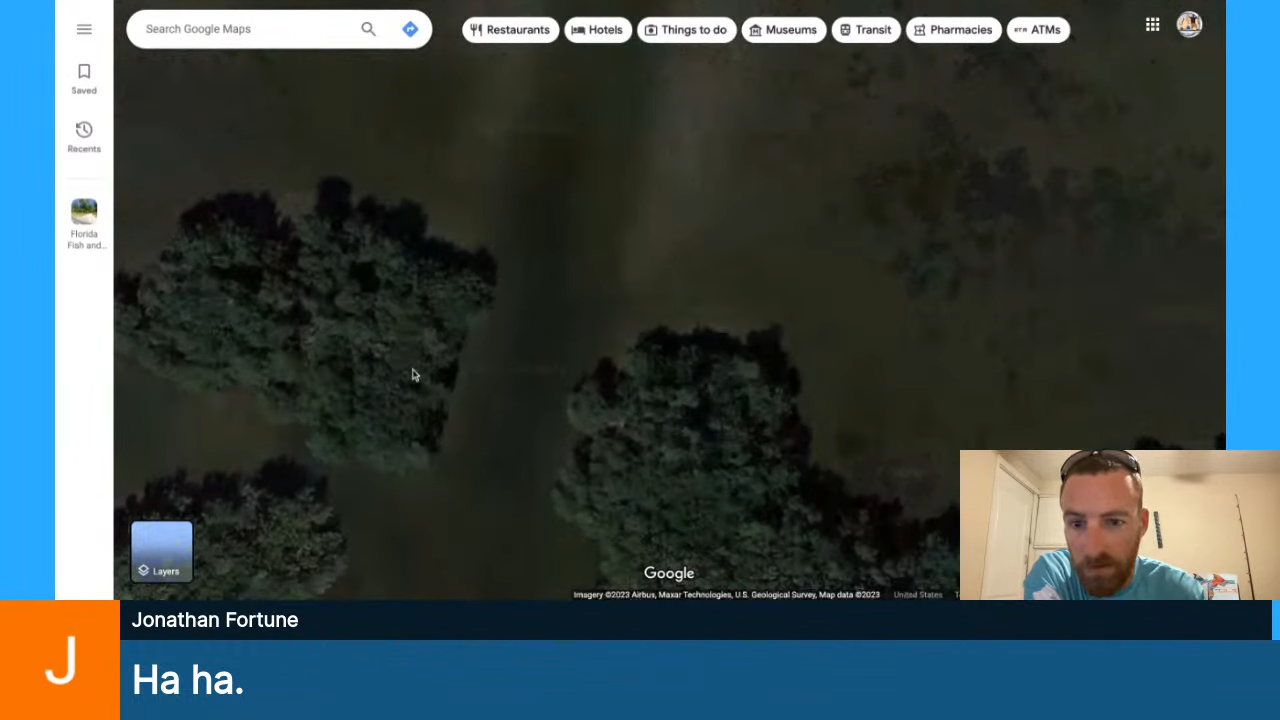 Search Google Maps
Restaurants
Hotels
Things to do
Museums
Transit
Pharmacies
ATM ATMs
Saved
Recents
Florida
Fish and...
Layers
Google
Imagery ©2023 Airbus, Maxar Technologies, U.S. Geological Survey, Map data ©2023 United States
Jonathan Fortune
J
Ha ha.